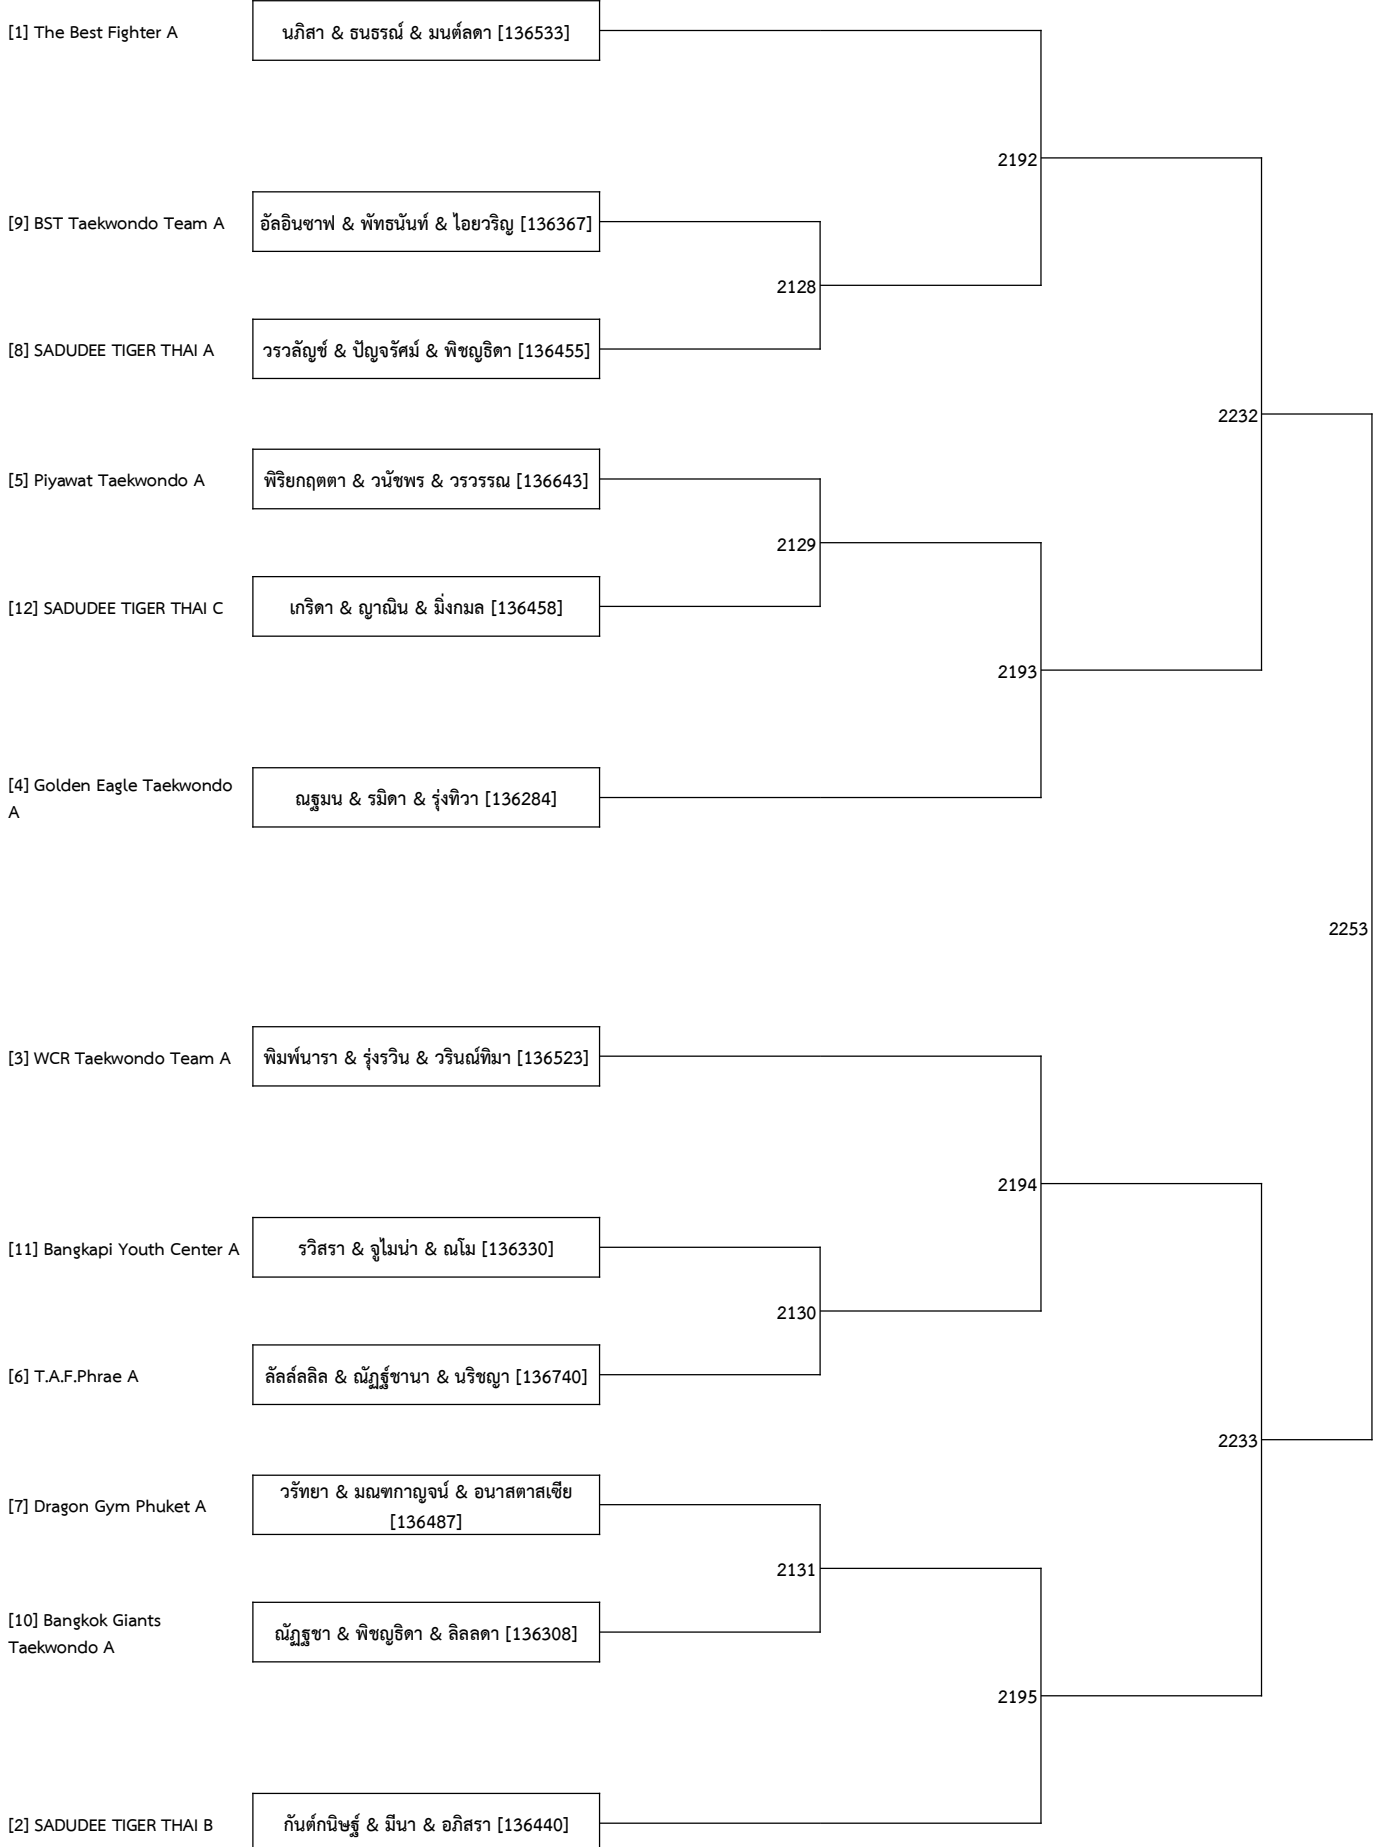 [1] The Best Fighter A
นภิสา & ธนธรณ์ & มนต์ลดา [136533]
2192
[9] BST Taekwondo Team A
อัลอินซาฟ & พัทธนันท์ & ไอยวริญ [136367]
2128
[8] SADUDEE TIGER THAI A
วรวลัญช์ & ปัญจรัศม์ & พิชญธิดา [136455]
2232
[5] Piyawat Taekwondo A
พิริยกฤตตา & วนัชพร & วรวรรณ [136643]
2129
[12] SADUDEE TIGER THAI C
เกริดา & ญาณิน & มิ่งกมล [136458]
2193
[4] Golden Eagle Taekwondo
A
ณฐมน & รมิดา & รุ่งทิวา [136284]
2253
[3] WCR Taekwondo Team A
พิมพ์นารา & รุ่งรวิน & วรินณ์ทิมา [136523]
2194
[11] Bangkapi Youth Center A
รวิสรา & จูไมน่า & ณโม [136330]
2130
[6] T.A.F.Phrae A
ลัลล์ลลิล & ณัฏฐ์ชานา & นริชญา [136740]
2233
[7] Dragon Gym Phuket A
วรัทยา & มณฑกาญจน์ & อนาสตาสเซีย
[136487]
2131
[10] Bangkok Giants
Taekwondo A
ณัฏฐชา & พิชญธิดา & ลิลลดา [136308]
2195
[2] SADUDEE TIGER THAI B
กันต์กนิษฐ์ & มีนา & อภิสรา [136440]